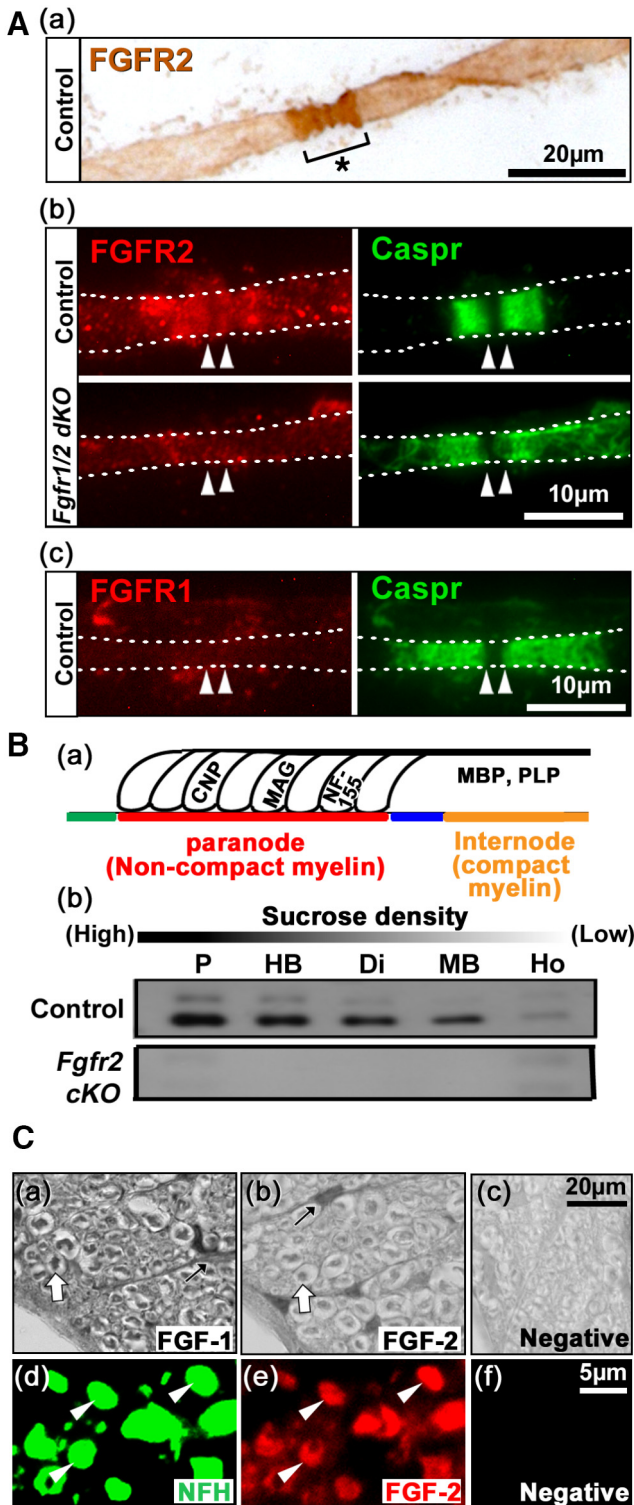 A
(a)
Control
FGFR2
*
20µm
(b)
Control
FGFR2
Caspr
Fgfr1/2 dKO
10µm
(c)
Control
FGFR1
Caspr
10µm
B
(a)
CNP
MAG
NF-
155
MBP, PLP
paranode
(Non-compact myelin)
Internode
(compact
myelin)
(b)
Sucrose density
(High)
(Low)
P HB Di MB Ho
Control
Fgfr2
cKO
C
(a)
FGF-1
(b)
FGF-2
(c)
20µm
Negative
(d)
NFH
(e)
FGF-2
(f)
5µm
Negative